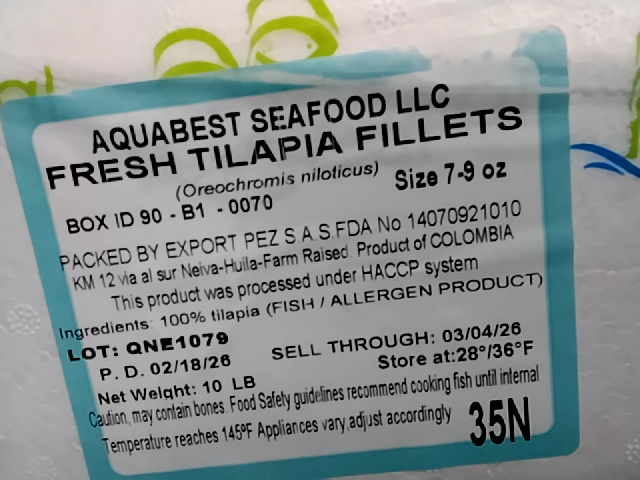 AQUABEST SEAFOOD LLC
FRESH TILAPIA FILLETS
(Oreochromis niloticus)
Size 7-9 oz
BOX ID 90 - B1 - 0070
PACKED BY EXPORT PEZ S.A S.FDA No 14070921010
KM 12 via al sur Neiva-Huila-Farm Raised. Product of COLOMBIA
This product was processed under HACCP system
Ingredients: 100% tilapia (FISH / ALLERGEN PRODUCT)
LOT: QNE1079
SELL THROUGH: 03/04/26
P. D. 02/18/26
Store at:28°/36°F
Net Weight: 10 LB
Caution, may contain bones. Food Safety guidelines recommend cooking fish until internal
Temperature reaches 145ºF Appliances vary,adjust accordingly
35N